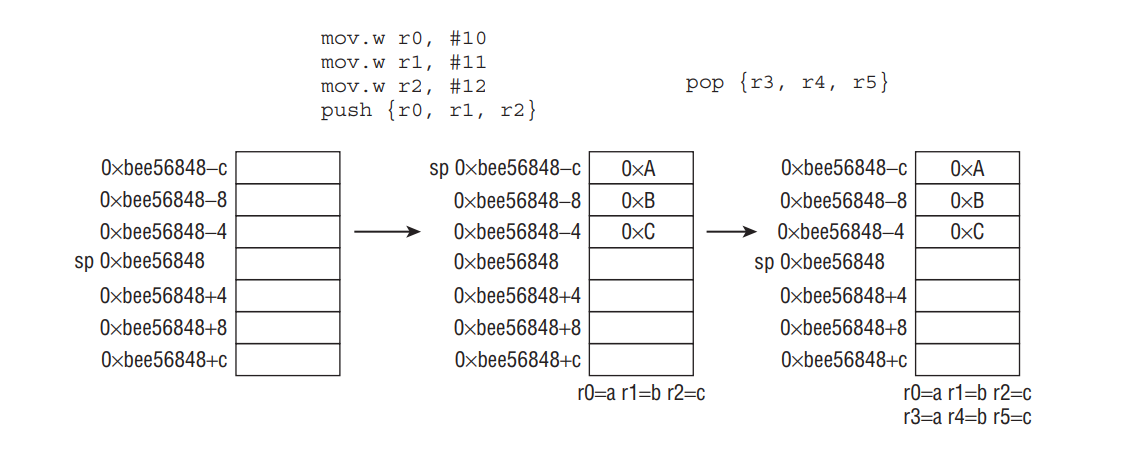 mov.w r0, #10
mov.w r1, #11
mov.w r2, #12
push {r0, r1, r2}
pop {r3, r4, r5}
0×bee56848–c
0×bee56848–8
0×bee56848–4
sp 0×bee56848
0×bee56848+4
0×bee56848+8
0×bee56848+c
sp 0×bee56848–c 0×A
0×bee56848–8 0×B
0×bee56848–4 0×C
0×bee56848
0×bee56848+4
0×bee56848+8
0×bee56848+c
r0=a r1=b r2=c
0×bee56848–c 0×A
0×bee56848–8 0×B
0×bee56848–4 0×C
sp 0×bee56848
0×bee56848+4
0×bee56848+8
0×bee56848+c
r0=a r1=b r2=c
r3=a r4=b r5=c